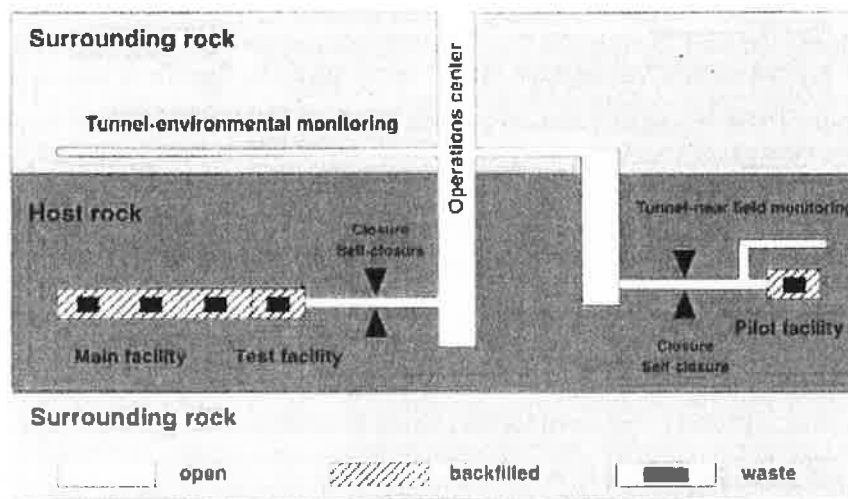 Surrounding rock
Operations center
Tunnel-environmental monitoring
Host rock
Tunnel-near field monitoring
Closure
Self-closure
Main facility
Test facility
Pilot facility
Closure
Self-closure
Surrounding rock
open
backfilled
waste